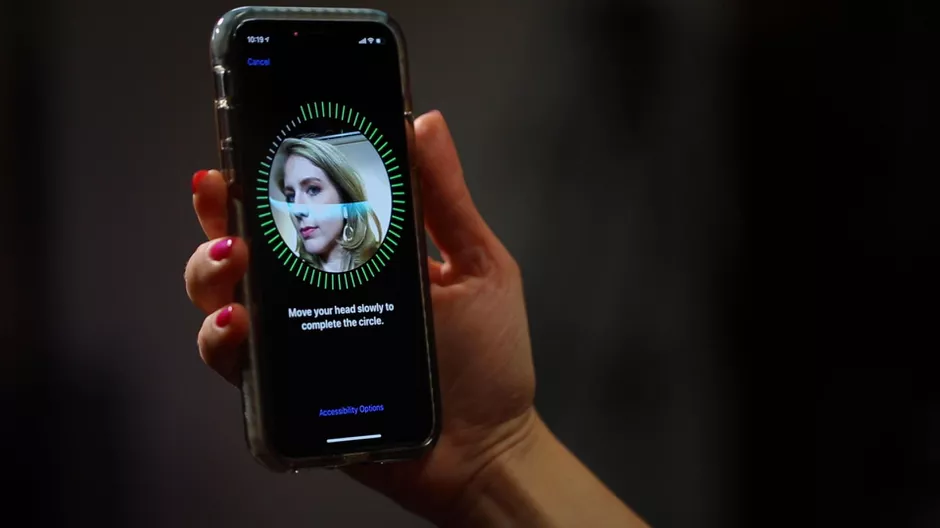 10:19
Cancel
Move your head slowly to
complete the circle.
Accessibility Options